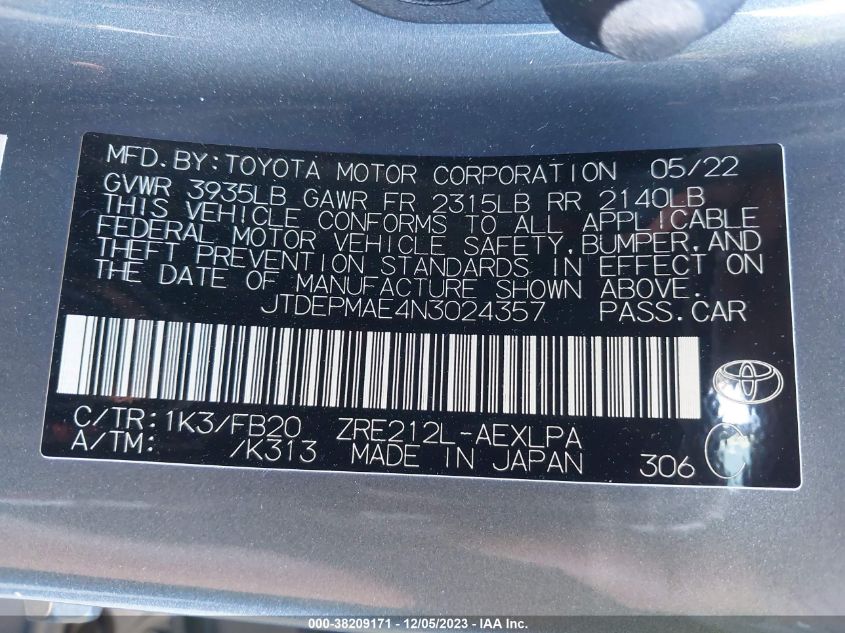 MFD. BY: TOYOTA MOTOR CORPORATION 05/22
GVWR 3935LB GAWR FR 2315LB RR 2140LB
THIS VEHICLE CONFORMS TO ALL APPLICABLE
FEDERAL MOTOR VEHICLE SAFETY, BUMPER, AND
THEFT PREVENTION STANDARDS IN EFFECT ON
THE DATE OF MANUFACTURE SHOWN ABOVE.
JTDEPMAE4N3024357 PASS. CAR
C/TR: 1K3/FB20 ZRE212L-AEXLPA
A/TM: /K313 MADE IN JAPAN 306 C
000-38209171 - 12/05/2023 - IAAI.com